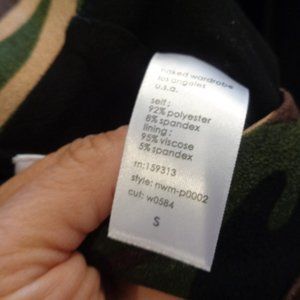 naked wardrobe
los angeles
u.s.a.
self:
92% polyester
8% spandex
lining:
95% viscose
5% spandex
rn:159313
style: nwm-p0002
cut: w0584
S